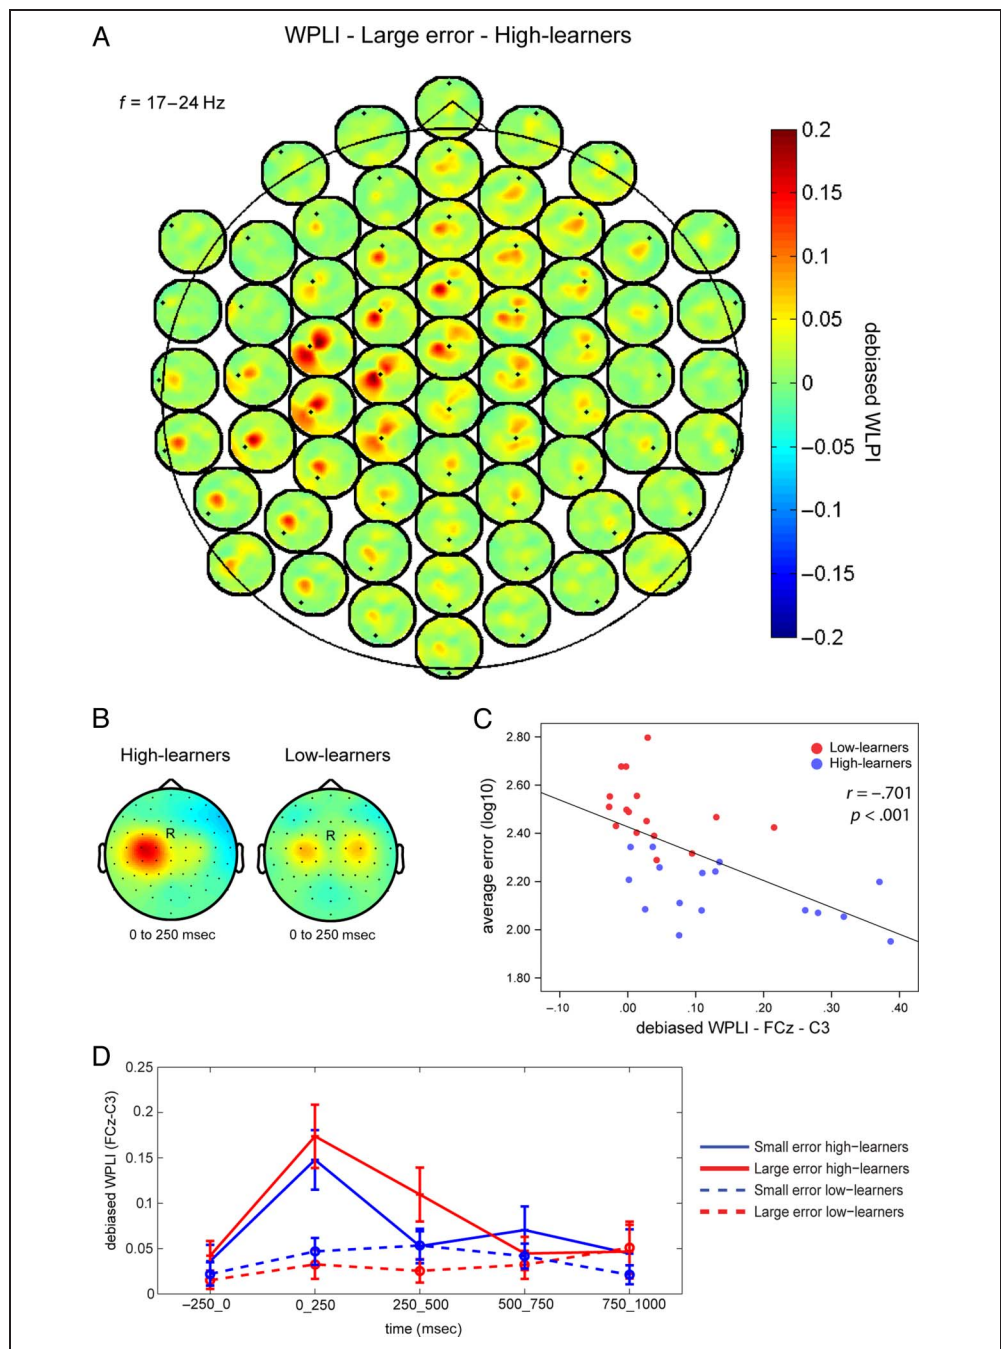 A
WPLI - Large error - High-learners
f = 17–24 Hz
0.2
0.15
0.1
0.05
0
−0.05
−0.1
−0.15
−0.2
debiased WLPI
B
High-learners
Low-learners
R
R
0 to 250 msec
0 to 250 msec
C
2.80
2.60
2.40
2.20
2.00
1.80
average error (log10)
Low-learners
High-learners
r = –.701
p < .001
–.10
.00
.10
.20
.30
.40
debiased WPLI - FCz - C3
D
0.25
0.2
0.15
0.1
0.05
0
debiased WPLI (FCz-C3)
−250_0
0_250
250_500
500_750
750_1000
time (msec)
Small error high−learners
Large error high−learners
Small error low−learners
Large error low−learners